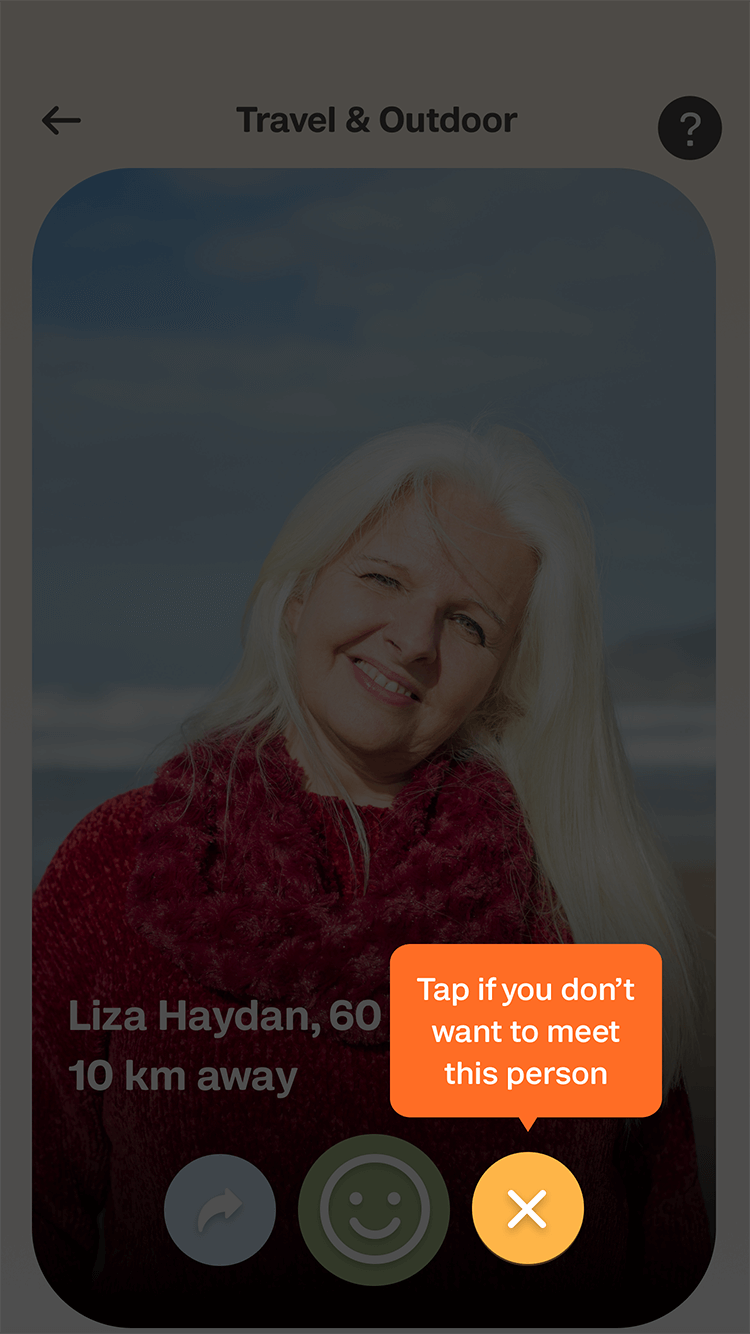 Travel & Outdoor
?
Liza Haydan, 60
10 km away
Tap if you don’t
want to meet
this person